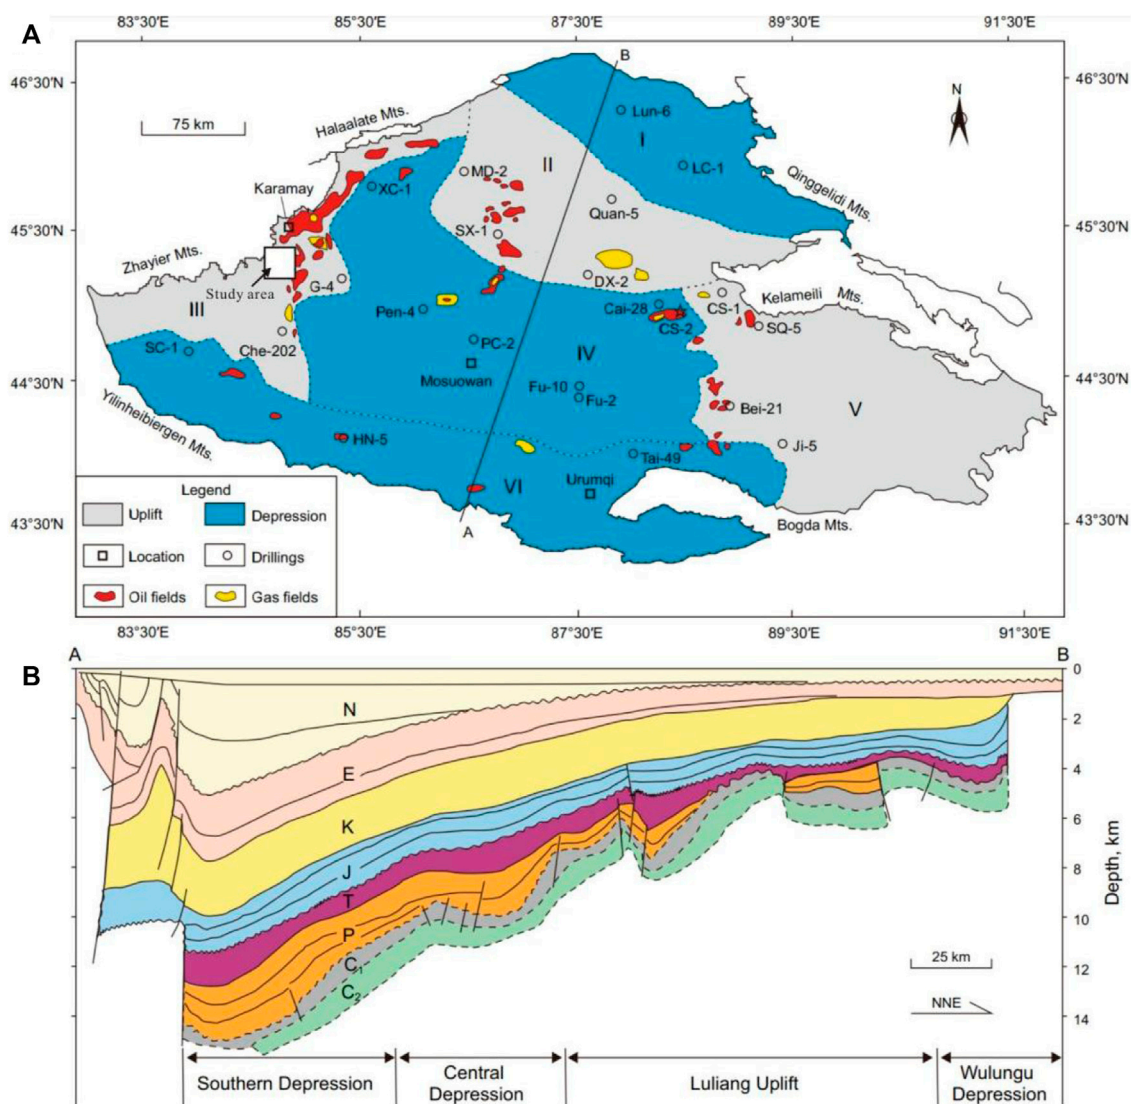 A
83°30'E 85°30'E 87°30'E 89°30'E 91°30'E
46°30'N
45°30'N
44°30'N
43°30'N
46°30'N
45°30'N
44°30'N
43°30'N
75 km
N
B
Halaalate Mts.
Lun-6
I
LC-1
Qinggelidi Mts.
MD-2
II
XC-1
Karamay
Quan-5
SX-1
Zhayier Mts.
Study area
G-4
DX-2
Kelameili Mts.
III
Pen-4
Cai-28
CS-1
CS-2
SQ-5
SC-1
Che-202
PC-2
IV
Mosuowan
Fu-10
Fu-2
Bei-21
V
Yilinheibiergen Mts.
HN-5
Tai-49
Ji-5
VI
Urumqi
A
Bogda Mts.
Legend
Uplift
Depression
Location
Drillings
Oil fields
Gas fields
83°30'E 85°30'E 87°30'E 89°30'E 91°30'E
B
A
B
N
E
K
J
T
P
C1
C2
0
2
4
6
8
10
12
14
Depth, km
25 km
NNE
Southern Depression
Central
Depression
Luliang Uplift
Wulungu
Depression